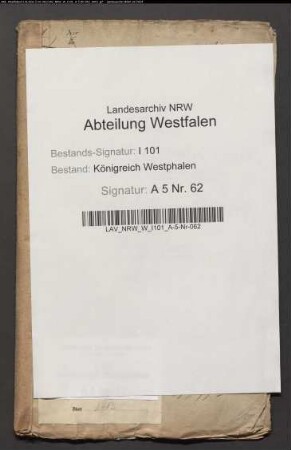 Landesarchiv NRW
Abteilung Westfalen
Bestands-Signatur: I 101
Bestand: Königreich Westphalen
Signatur: A 5 Nr. 62
LAV_NRW_W_I101_A-5-Nr-062